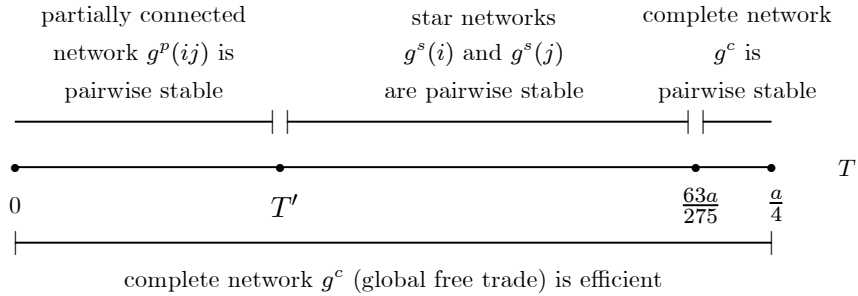 partially connected
network g^p(ij) is
pairwise stable
star networks
g^s(i) and g^s(j)
are pairwise stable
complete network
g^c is
pairwise stable
T
0
T′
63a/275
a/4
complete network g^c (global free trade) is efficient